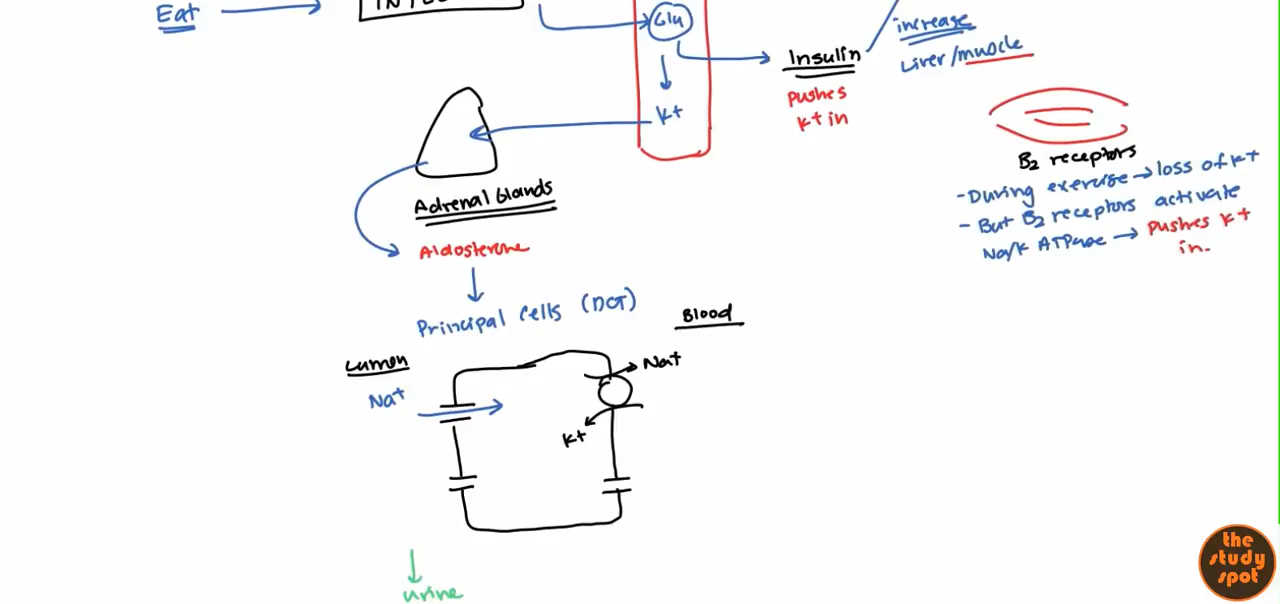 Eat
Glu
K+
Insulin
pushes
K+ in
increase
Liver/muscle
B2 receptors
- During exercise → loss of K+
- But B2 receptors activate
Na/K ATPase → pushes K+
in.
Adrenal Glands
Aldosterone
Principal cells (DCT)
Blood
Lumen
Na+
Na+
K+
urine
the
study
spot